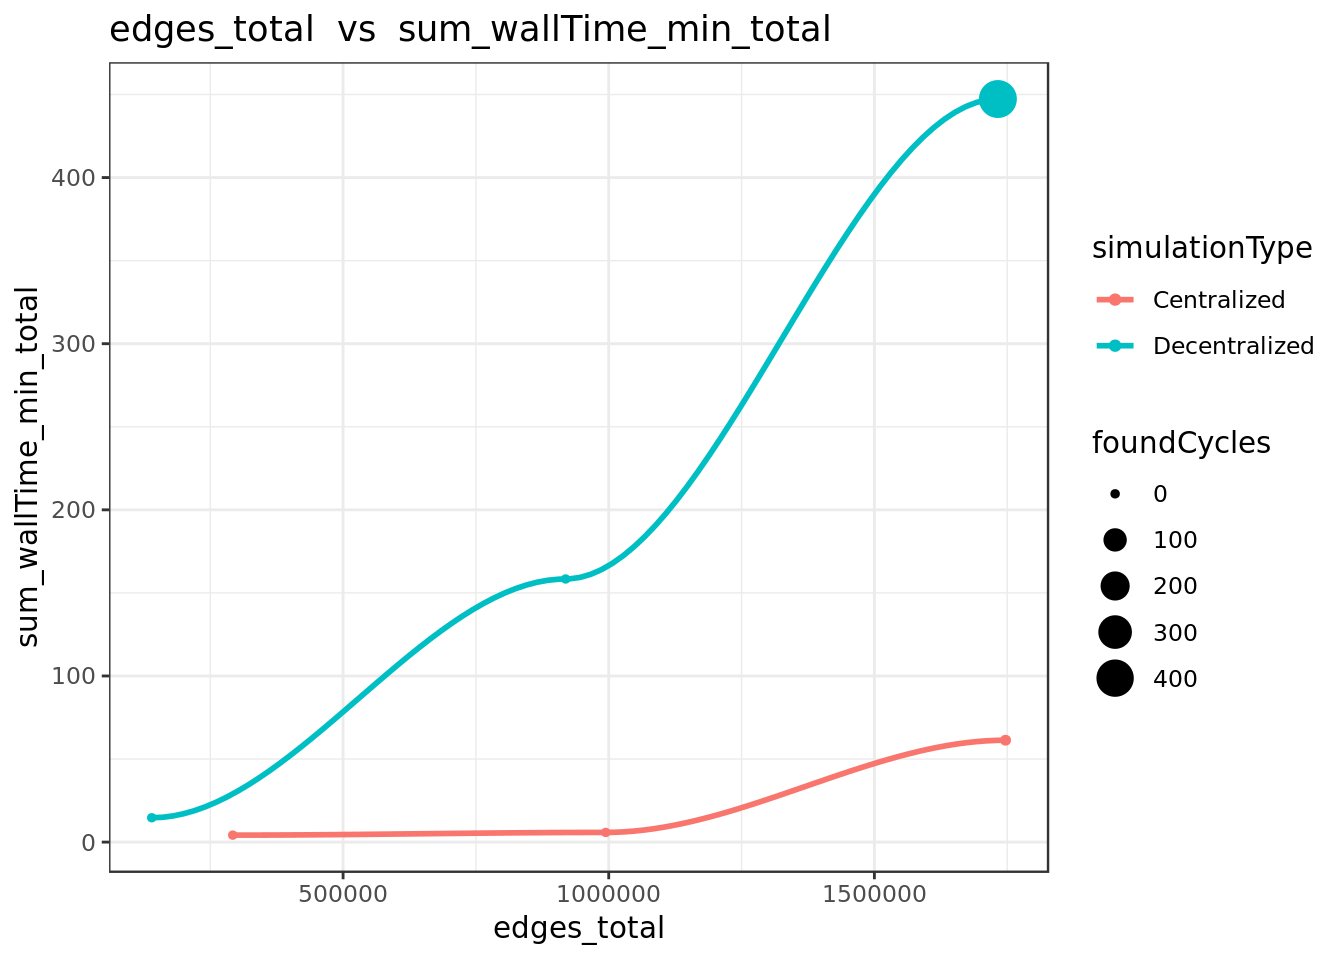 edges_total  vs  sum_wallTime_min_total
sum_wallTime_min_total
400
300
200
100
0
500000
1000000
1500000
edges_total
simulationType
Centralized
Decentralized
foundCycles
0
100
200
300
400